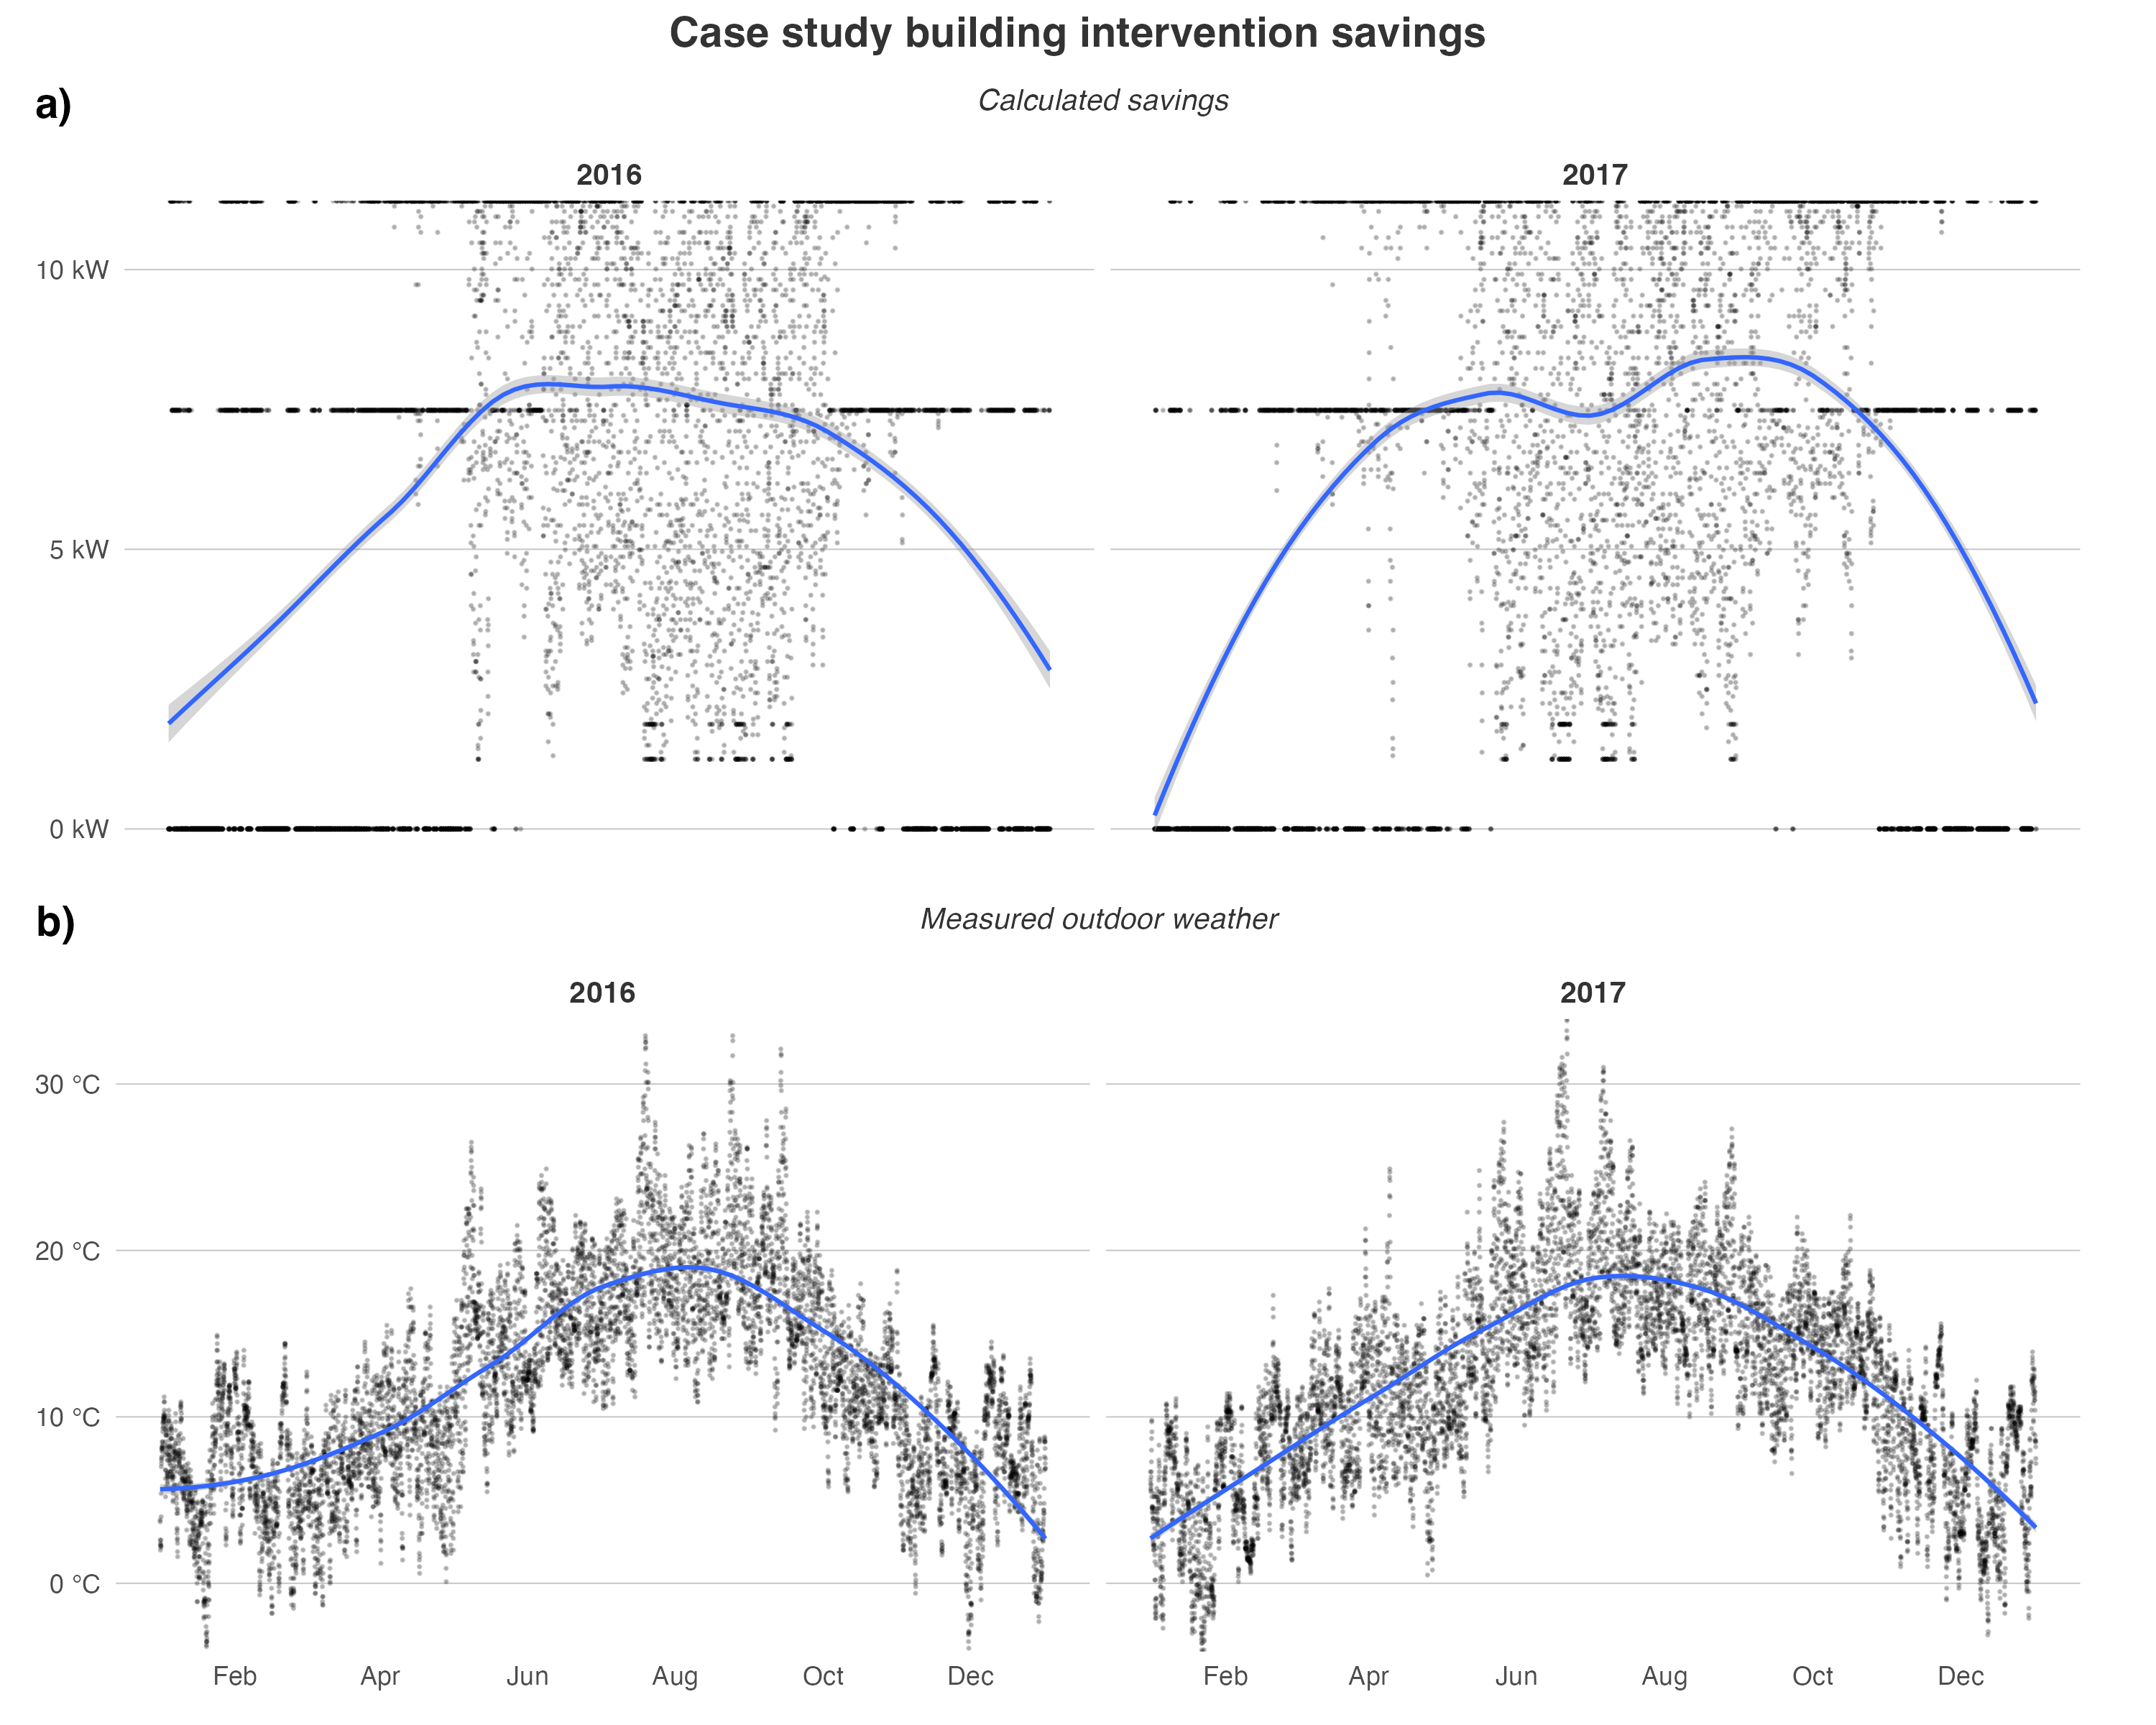 Case study building intervention savings
a)
Calculated savings
2016
2017
10 kW
5 kW
0 kW
b)
Measured outdoor weather
2016
2017
30 °C
20 °C
10 °C
0 °C
Feb Apr Jun Aug Oct Dec Feb Apr Jun Aug Oct Dec